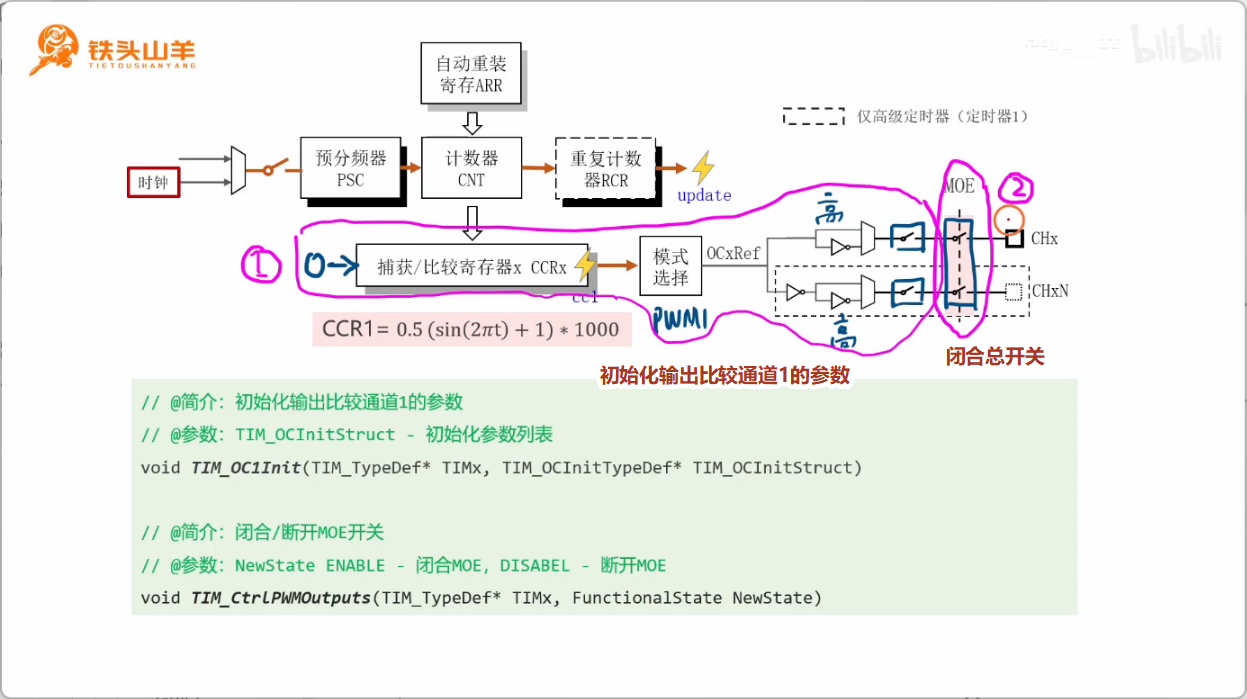 铁头山羊
TIETOUSHANYANG
bilibili
自动重装
寄存ARR
仅高级定时器（定时器1）
时钟
预分频器
PSC
计数器
CNT
重复计数
器RCR
update
MOE
②
高
①
0→
捕获/比较寄存器x CCRx
cc1
模式
选择
OCxRef
CHx
CHxN
高
PWM1
CCR1= 0.5 (sin(2πt) + 1) * 1000
闭合总开关
初始化输出比较通道1的参数
// @简介: 初始化输出比较通道1的参数
// @参数: TIM_OCInitStruct - 初始化参数列表
void TIM_OC1Init(TIM_TypeDef* TIMx, TIM_OCInitTypeDef* TIM_OCInitStruct)
// @简介: 闭合/断开MOE开关
// @参数: NewState ENABLE - 闭合MOE, DISABEL - 断开MOE
void TIM_CtrlPWMOutputs(TIM_TypeDef* TIMx, FunctionalState NewState)